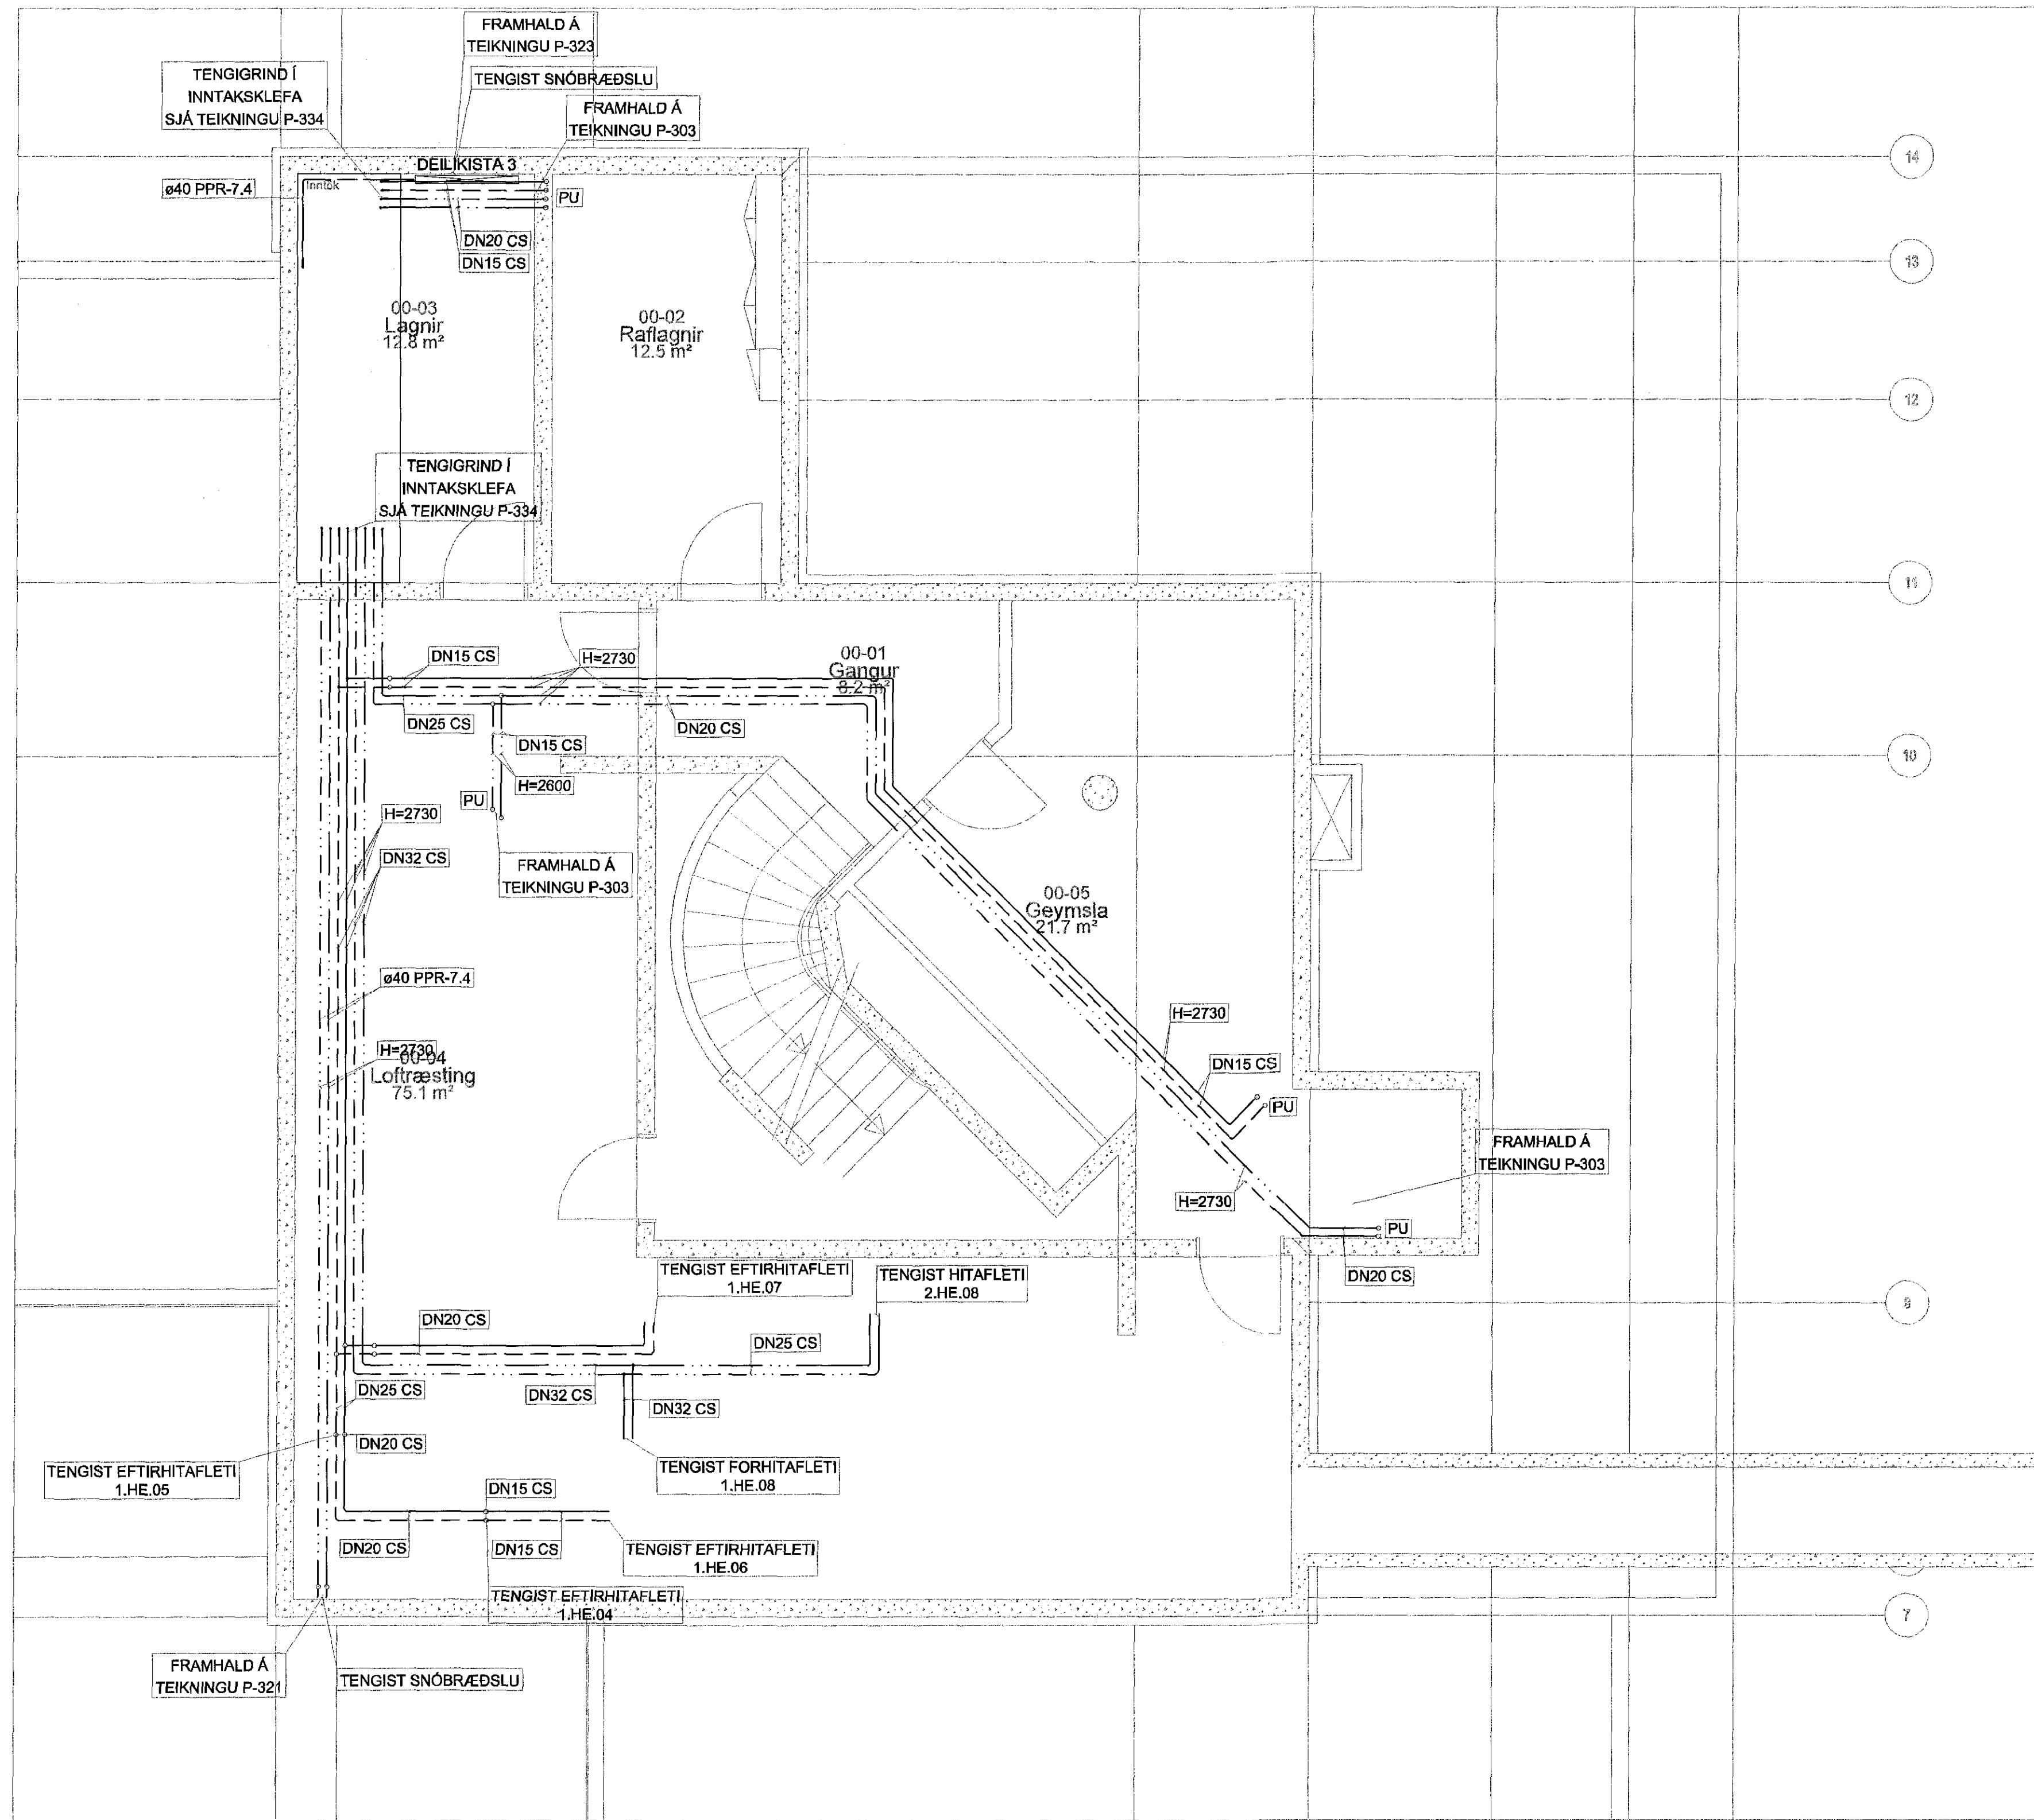 FRAMHALD Á
TEIKNINGU P-323
TENGIST SNÓBRÆÐSLU
TENGIGRIND Í
INNTAKSKLEFA
SJÁ TEIKNINGU P-334
FRAMHALD Á
TEIKNINGU P-303
DEILIKISTA 3
14
ø40 PPR-7.4
Inntök
PU
DN20 CS
DN15 CS
13
00-03
Lagnir
12.8 m²
00-02
Raflagnir
12.5 m²
12
TENGIGRIND Í
INNTAKSKLEFA
SJÁ TEIKNINGU P-334
11
DN15 CS
H=2730
00-01
Gangur
8.2 m²
DN25 CS
DN20 CS
DN15 CS
H=2600
10
PU
H=2730
DN32 CS
FRAMHALD Á
TEIKNINGU P-303
00-05
Geymsla
21.7 m²
ø40 PPR-7.4
H=2730
H=2730
00-04
Loftræsting
75.1 m²
DN15 CS
PU
FRAMHALD Á
TEIKNINGU P-303
H=2730
PU
DN20 CS
TENGIST EFTIRHITAFLETI
1.HE.07
TENGIST HITAFLETI
2.HE.08
9
DN20 CS
DN25 CS
DN25 CS
DN32 CS
DN32 CS
DN20 CS
TENGIST EFTIRHITAFLETI
1.HE.05
TENGIST FORHITAFLETI
1.HE.08
DN15 CS
DN20 CS
DN15 CS
TENGIST EFTIRHITAFLETI
1.HE.06
TENGIST EFTIRHITAFLETI
1.HE.04
7
FRAMHALD Á
TEIKNINGU P-321
TENGIST SNÓBRÆÐSLU